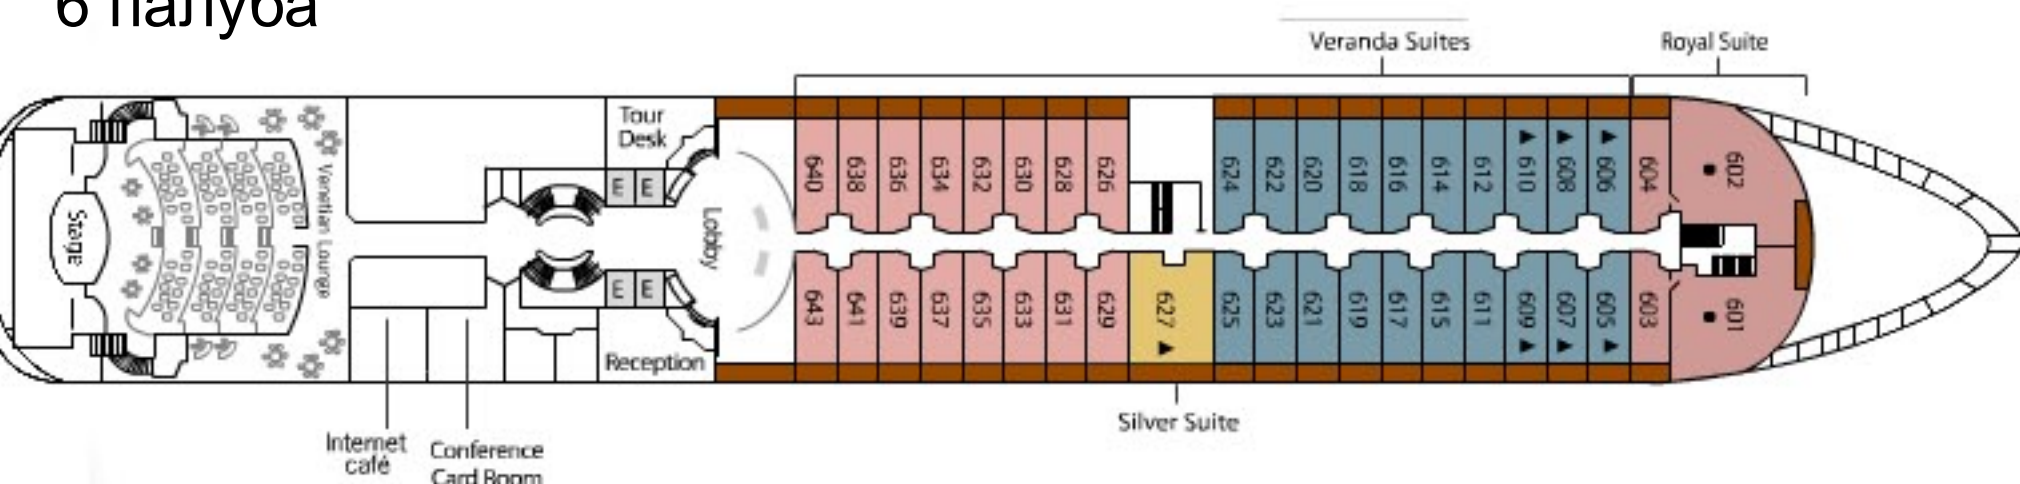 6 палуба
Veranda Suites
Royal Suite
Tour
Desk
E E
Stage
Venetian Lounge
Lobby
640 638 636 634 632 630 628 626 624 622 620 618 616 614 612 610 608 606 604 602
643 641 639 637 635 633 631 629 627 625 623 621 619 617 615 611 609 607 605 603 601
E E
Reception
Silver Suite
Internet
café
Conference
Card Room